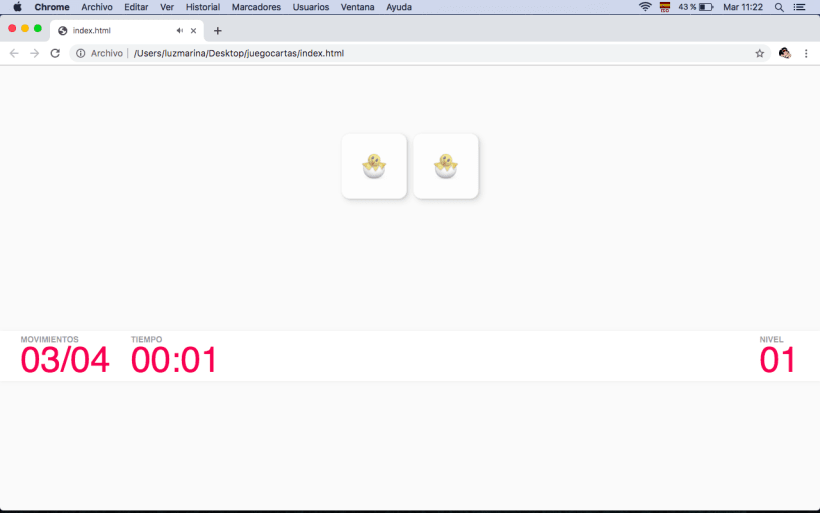 Chrome Archivo Editar Ver Historial Marcadores Usuarios Ventana Ayuda ISO 43 % Mar 11:22
index.html
Archivo /Users/luzmarina/Desktop/juegocartas/index.html
MOVIMIENTOS TIEMPO NIVEL
03/04 00:01 01